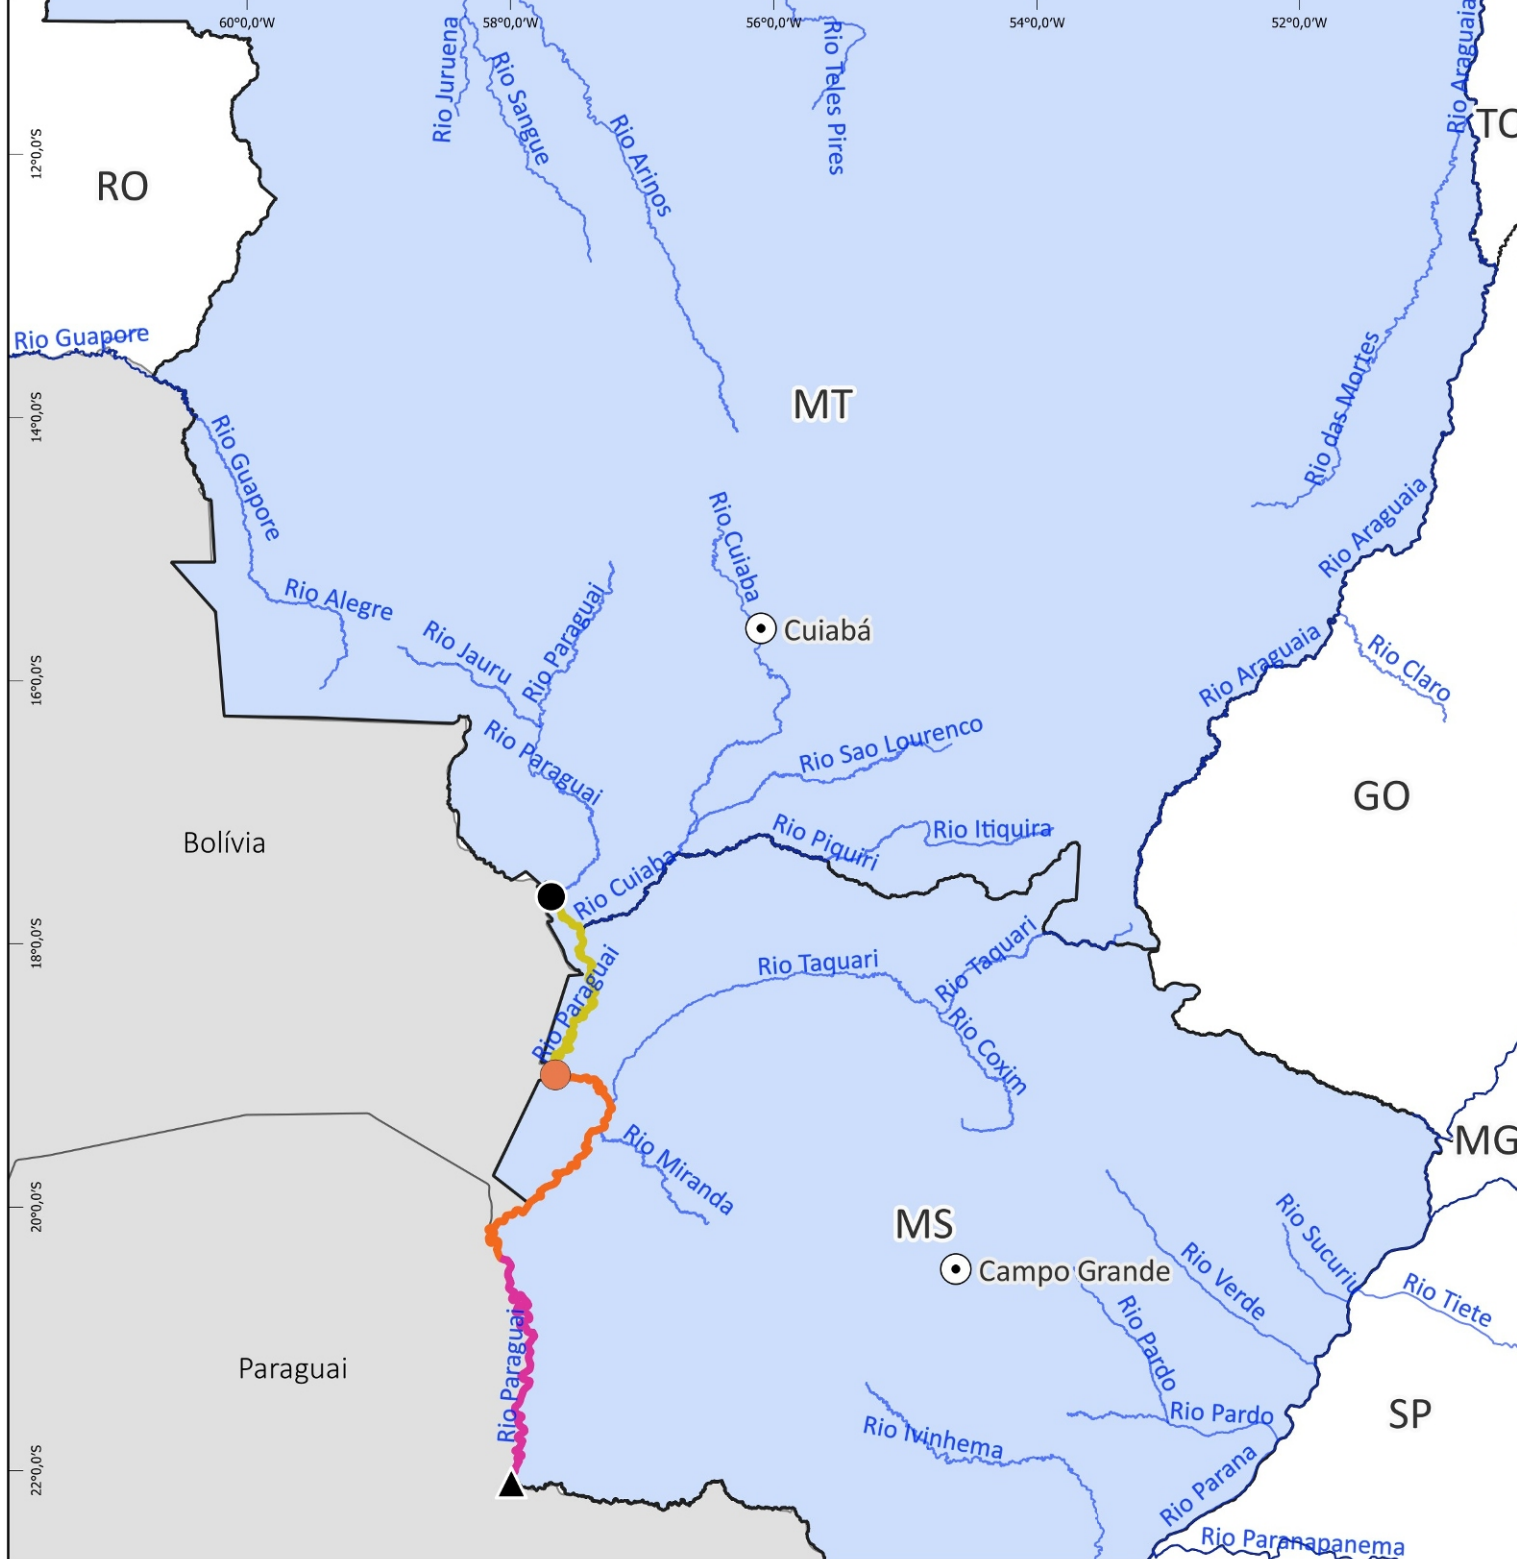 60°0,0'W
58°0,0'W
56°0,0'W
54°0,0'W
52°0,0'W
Rio Juruena
Rio Sangue
Rio Arinos
Rio Teles Pires
Rio Araguaia
TO
12°0,0'S
RO
Rio Guapore
14°0,0'S
Rio Guapore
MT
Rio das Mortes
Rio Araguaia
Rio Cuiaba
Rio Alegre
Rio Jauru
Rio Paraguai
Cuiabá
Rio Araguaia
Rio Claro
16°0,0'S
Rio Paraguai
Rio Sao Lourenco
GO
Bolívia
Rio Piquiri
Rio Itiquira
Rio Cuiaba
18°0,0'S
Rio Paraguai
Rio Taquari
Rio Taquari
Rio Coxim
Rio Miranda
MG
20°0,0'S
MS
Campo Grande
Rio Sucuriu
Rio Verde
Rio Tiete
Paraguai
Rio Paraguai
Rio Pardo
Rio Pardo
SP
Rio Ivinhema
22°0,0'S
Rio Parana
Rio Paranapanema